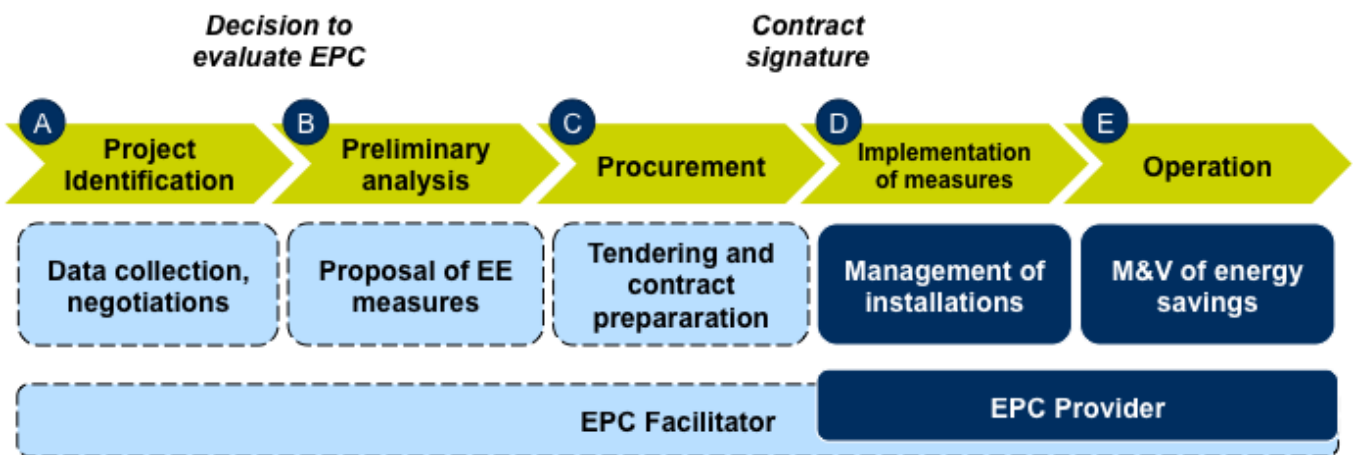 Decision to
evaluate EPC
Contract
signature
A
Project
Identification
B
Preliminary
analysis
C
Procurement
D
Implementation
of measures
E
Operation
Data collection,
negotiations
Proposal of EE
measures
Tendering and
contract
prepararation
Management of
installations
M&V of energy
savings
EPC Facilitator
EPC Provider